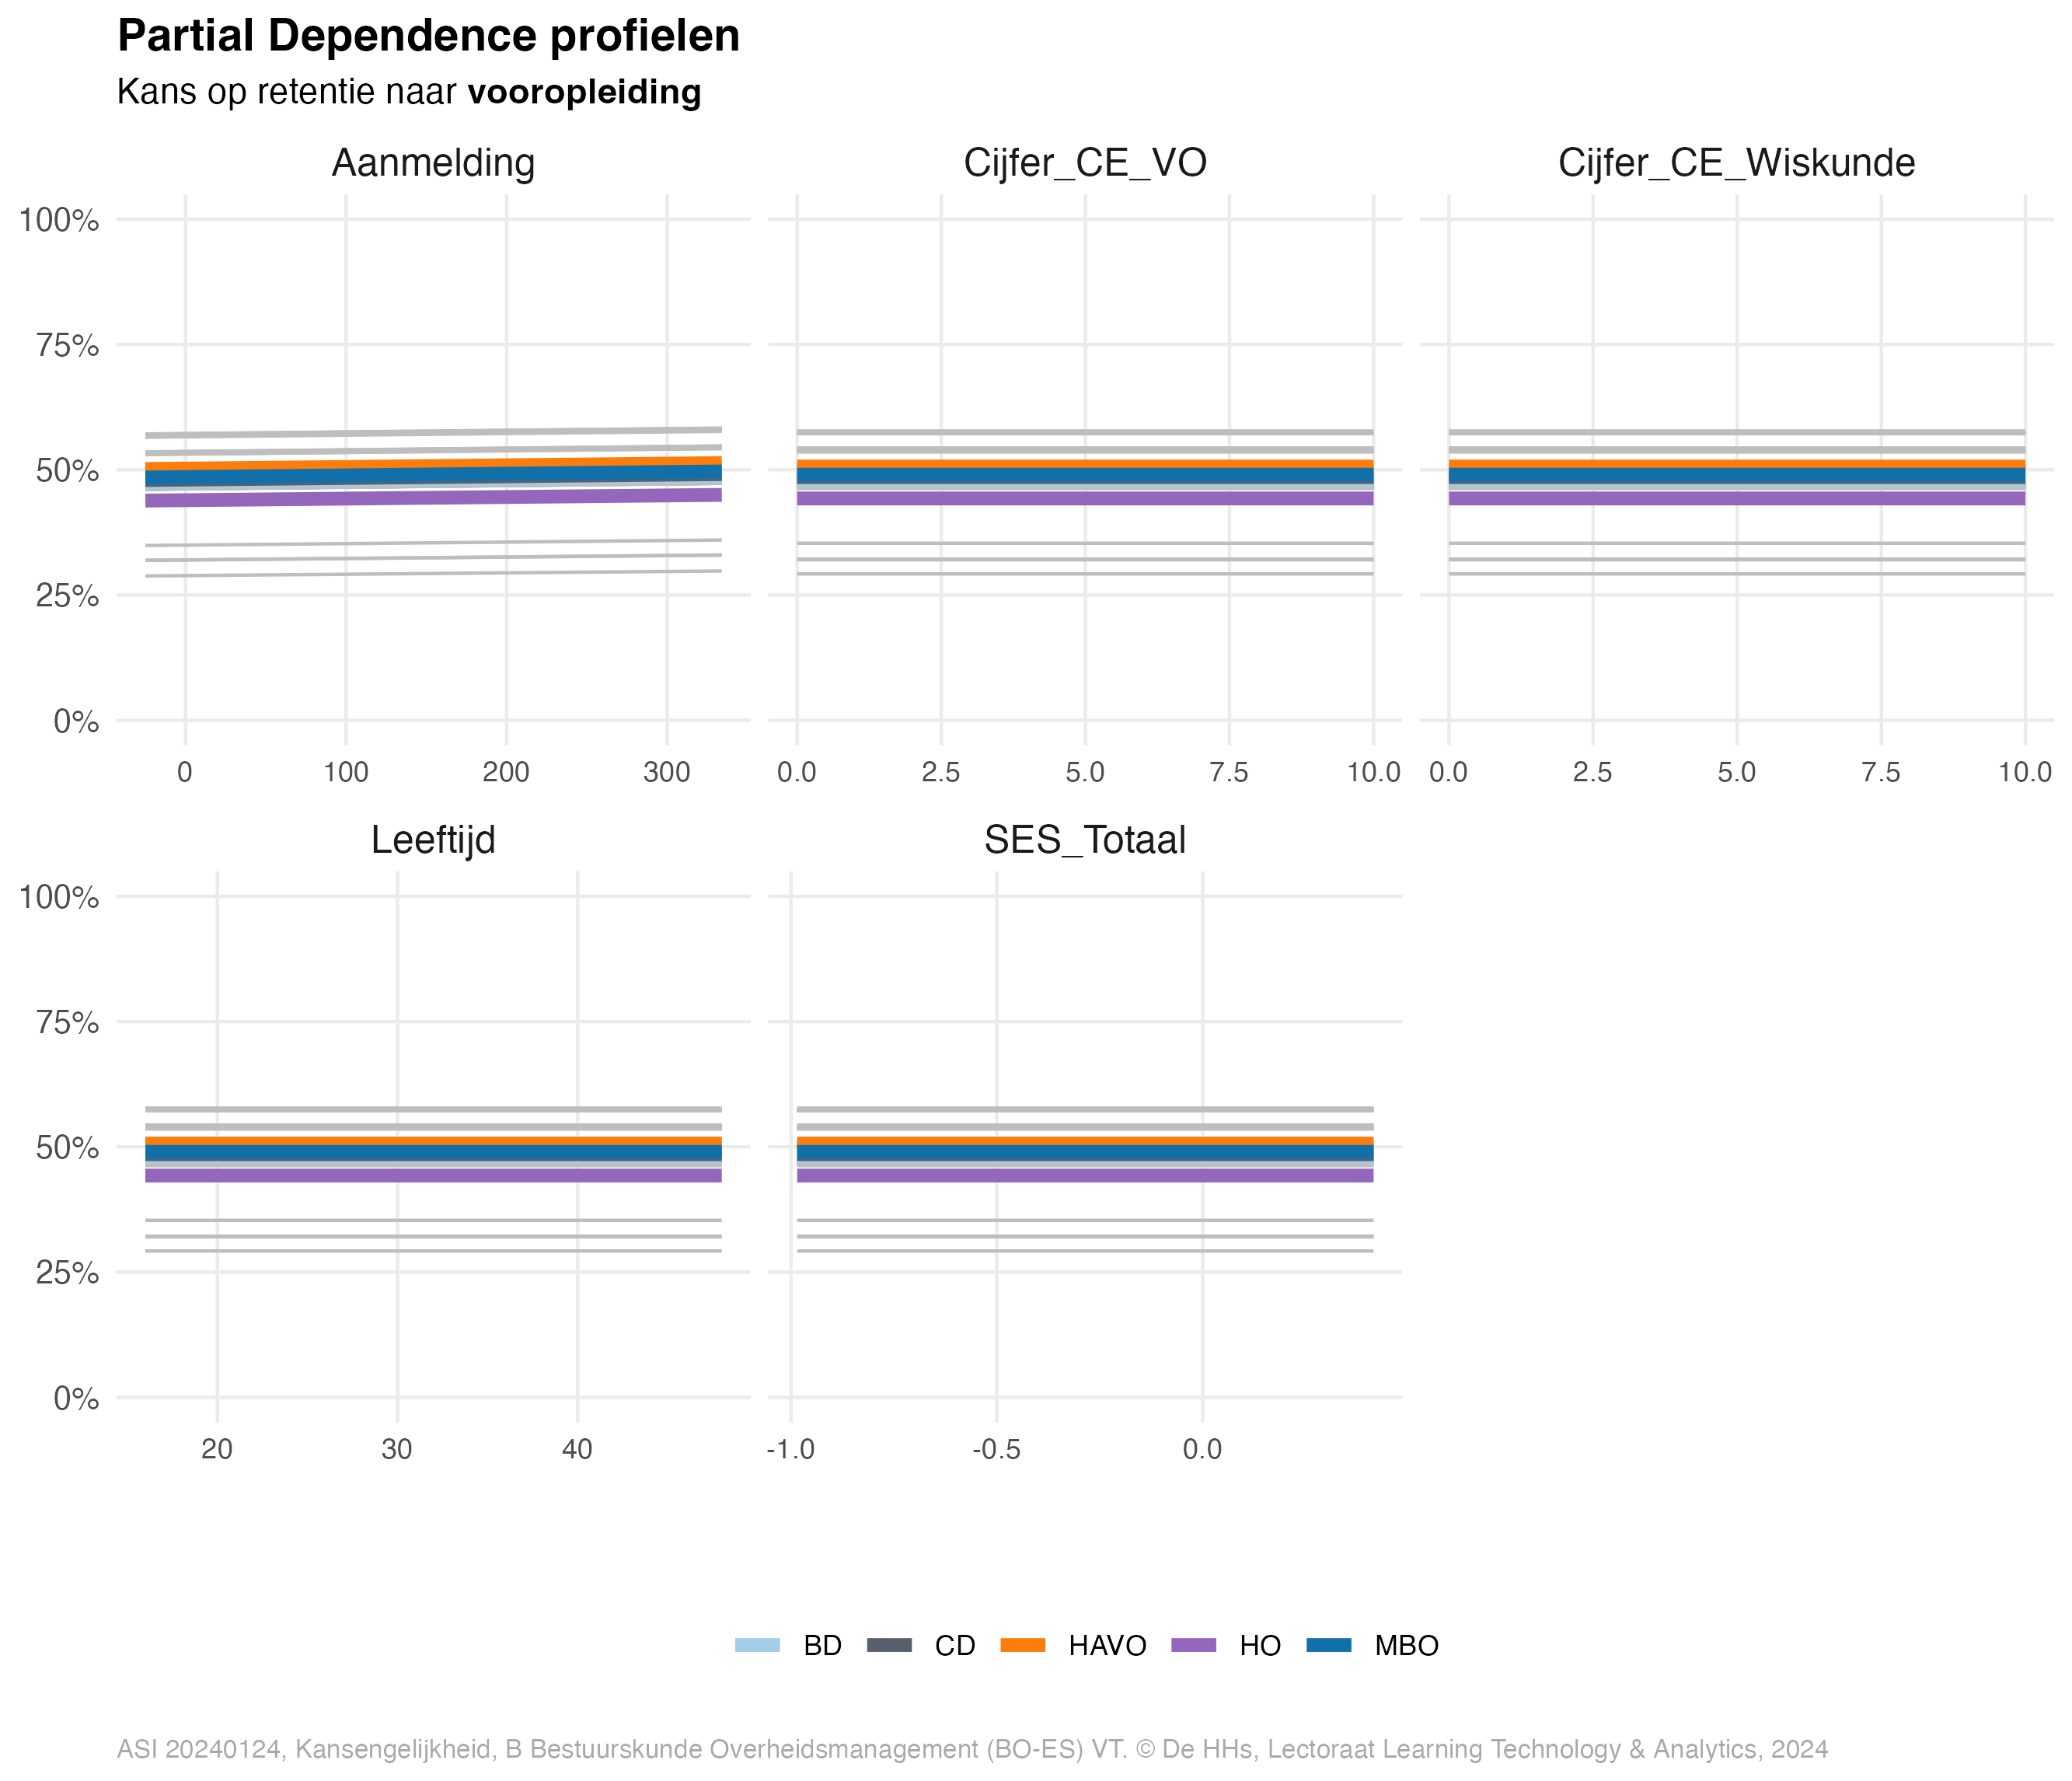 Partial Dependence profielen
Kans op retentie naar vooropleiding
Aanmelding
Cijfer_CE_VO
Cijfer_CE_Wiskunde
100%
75%
50%
25%
0%
0 100 200 300
0.0 2.5 5.0 7.5 10.0
0.0 2.5 5.0 7.5 10.0
Leeftijd
SES_Totaal
100%
75%
50%
25%
0%
20 30 40
-1.0 -0.5 0.0
BD CD HAVO HO MBO
ASI 20240124, Kansengelijkheid, B Bestuurskunde Overheidsmanagement (BO-ES) VT. © De HHs, Lectoraat Learning Technology & Analytics, 2024